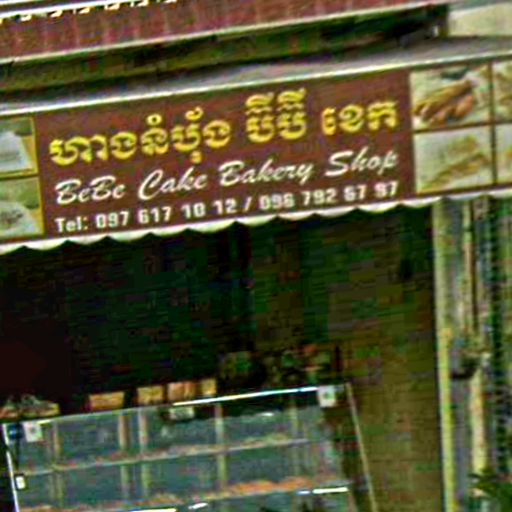 ហាងនំប៉័ង ប៊ីប៊ី ខេក
BeBe Cake Bakery Shop
Tel: 097 617 10 12 / 096 792 67 97